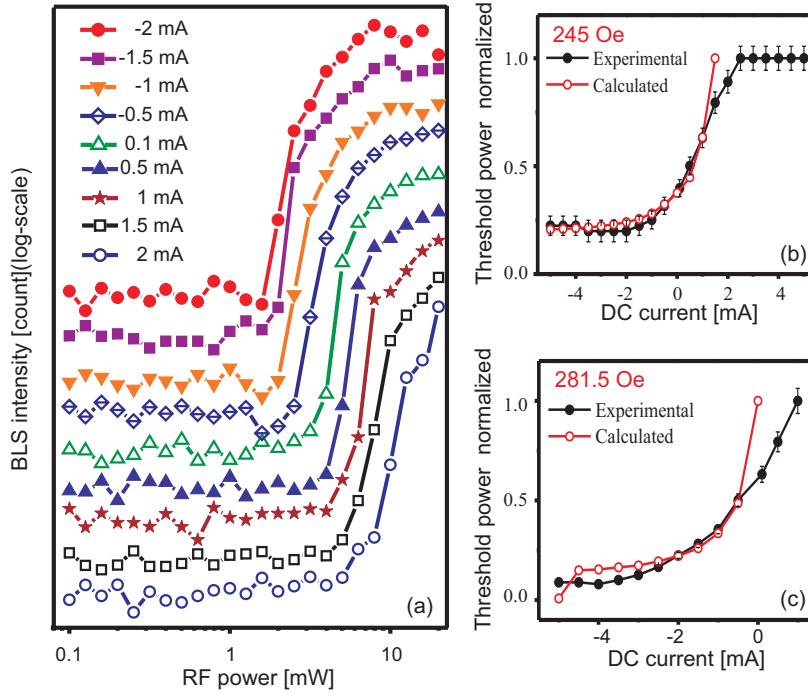 BLS intensity [count](log-scale)
-2 mA
-1.5 mA
-1 mA
-0.5 mA
0.1 mA
0.5 mA
1 mA
1.5 mA
2 mA
(a)
0.1
1
10
RF power [mW]
Threshold power normalized
245 Oe
Experimental
Calculated
1.0
0.5
0.0
(b)
-4
-2
0
2
4
DC current [mA]
Threshold power normalized
281.5 Oe
Experimental
Calculated
1.0
0.5
0.0
(c)
-4
-2
0
DC current [mA]